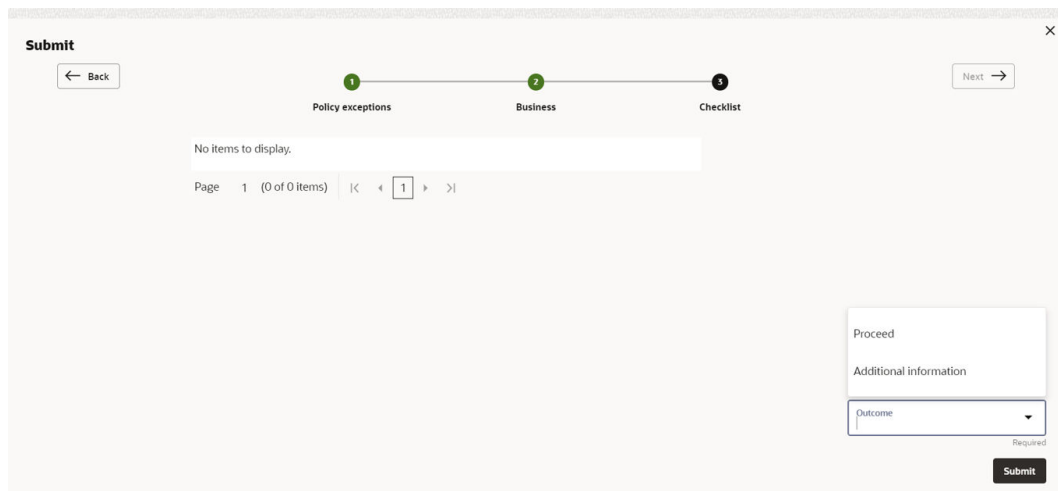 Submit
Back
Next
1
2
3
Policy exceptions
Business
Checklist
No items to display.
Page 1 (0 of 0 items) 1
Proceed
Additional information
Outcome
Required
Submit